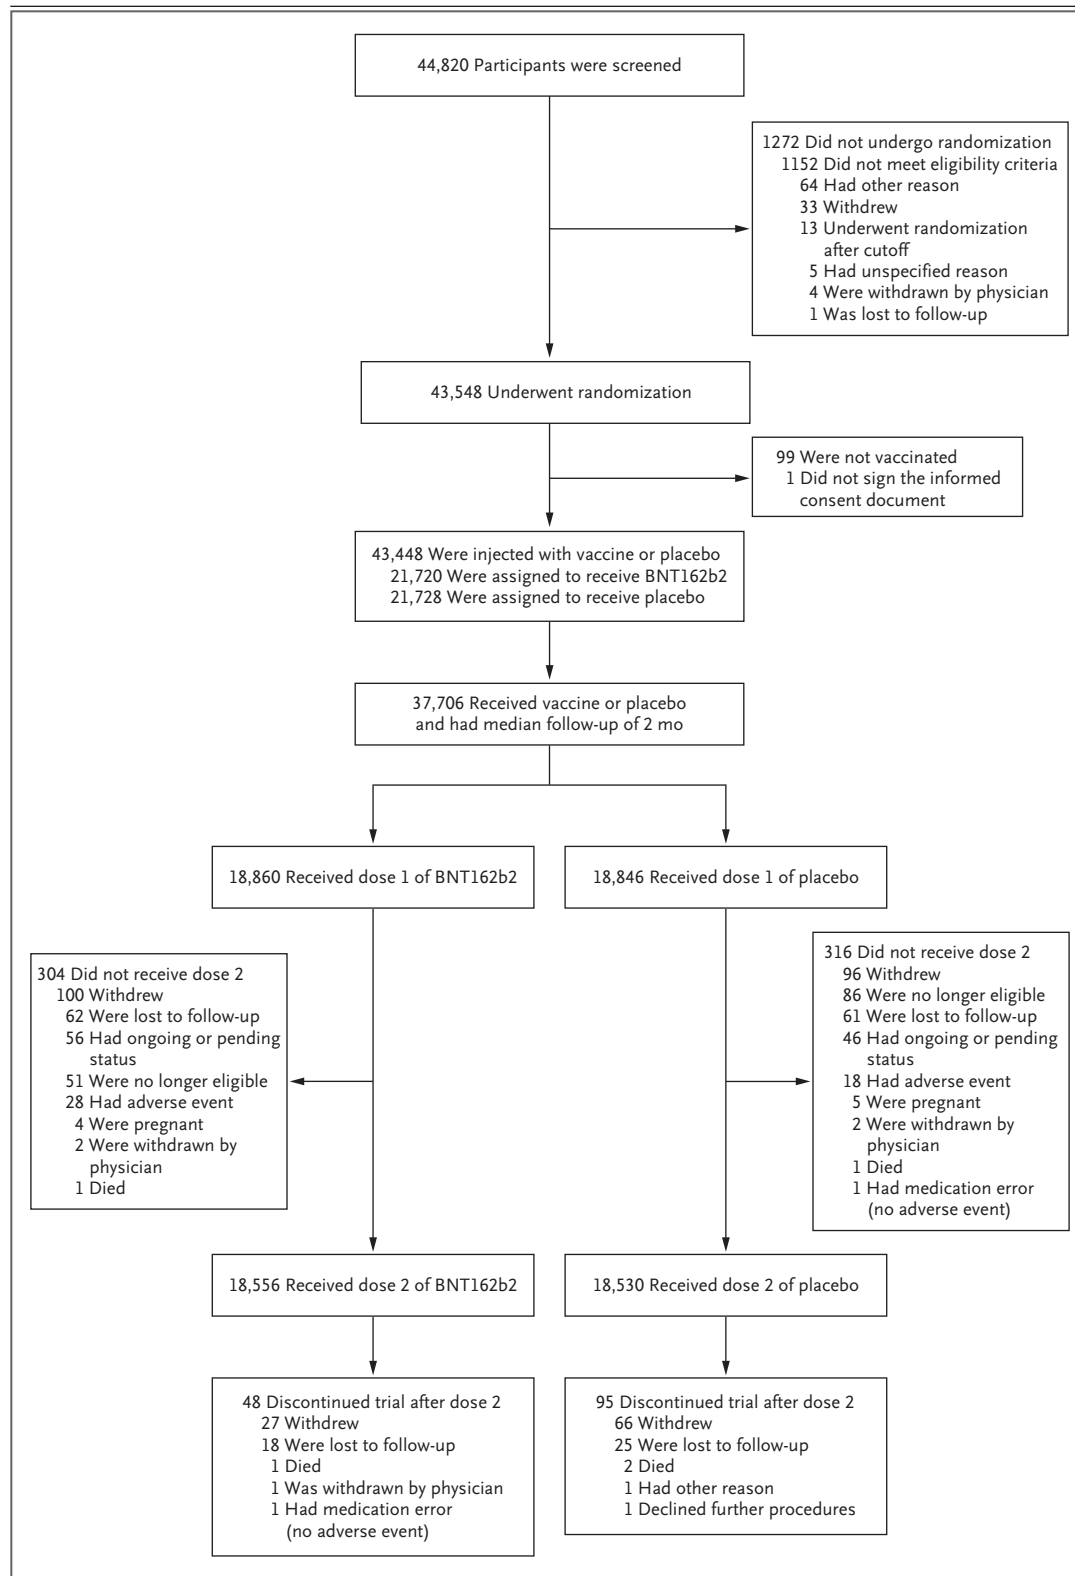 44,820 Participants were screened
1272 Did not undergo randomization
1152 Did not meet eligibility criteria
64 Had other reason
33 Withdrew
13 Underwent randomization
after cutoff
5 Had unspecified reason
4 Were withdrawn by physician
1 Was lost to follow-up
43,548 Underwent randomization
99 Were not vaccinated
1 Did not sign the informed
consent document
43,448 Were injected with vaccine or placebo
21,720 Were assigned to receive BNT162b2
21,728 Were assigned to receive placebo
37,706 Received vaccine or placebo
and had median follow-up of 2 mo
18,860 Received dose 1 of BNT162b2
18,846 Received dose 1 of placebo
304 Did not receive dose 2
100 Withdrew
62 Were lost to follow-up
56 Had ongoing or pending
status
51 Were no longer eligible
28 Had adverse event
4 Were pregnant
2 Were withdrawn by
physician
1 Died
316 Did not receive dose 2
96 Withdrew
86 Were no longer eligible
61 Were lost to follow-up
46 Had ongoing or pending
status
18 Had adverse event
5 Were pregnant
2 Were withdrawn by
physician
1 Died
1 Had medication error
(no adverse event)
18,556 Received dose 2 of BNT162b2
18,530 Received dose 2 of placebo
48 Discontinued trial after dose 2
27 Withdrew
18 Were lost to follow-up
1 Died
1 Was withdrawn by physician
1 Had medication error
(no adverse event)
95 Discontinued trial after dose 2
66 Withdrew
25 Were lost to follow-up
2 Died
1 Had other reason
1 Declined further procedures